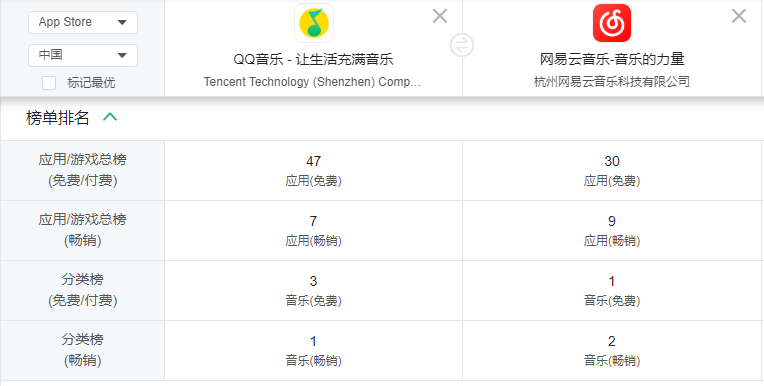 App Store
中国
标记最优
QQ音乐 - 让生活充满音乐
Tencent Technology (Shenzhen) Comp…
网易云音乐-音乐的力量
杭州网易云音乐科技有限公司
榜单排名
应用/游戏总榜
(免费/付费)
47
应用(免费)
30
应用(免费)
应用/游戏总榜
(畅销)
7
应用(畅销)
9
应用(畅销)
分类榜
(免费/付费)
3
音乐(免费)
1
音乐(免费)
分类榜
(畅销)
1
音乐(畅销)
2
音乐(畅销)